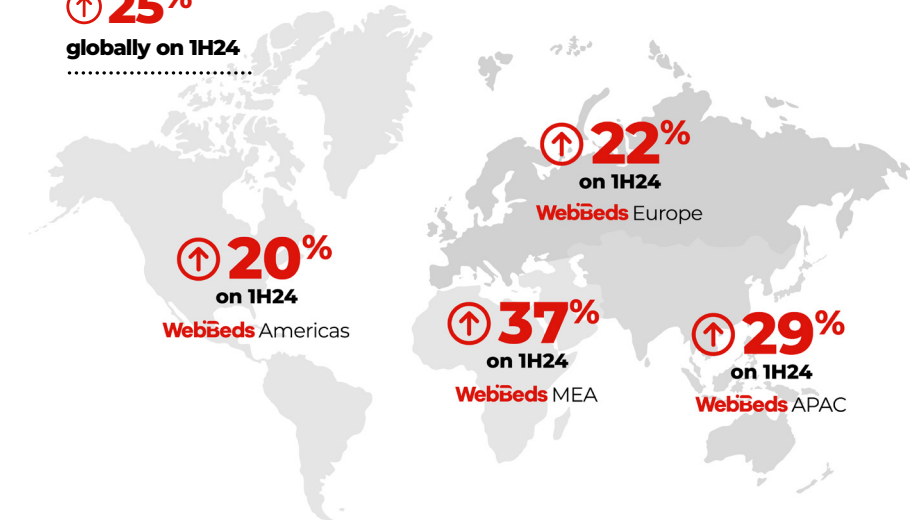 25%
globally on 1H24
22%
on 1H24
WebBeds Europe
20%
on 1H24
WebBeds Americas
37%
on 1H24
WebBeds MEA
29%
on 1H24
WebBeds APAC